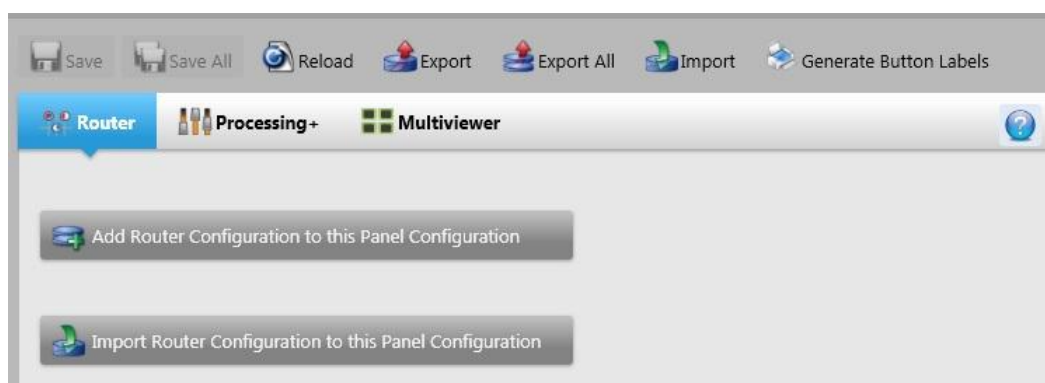 Save Save All Reload Export Export All Import Generate Button Labels
Router Processing+ Multiviewer ?
Add Router Configuration to this Panel Configuration
Import Router Configuration to this Panel Configuration